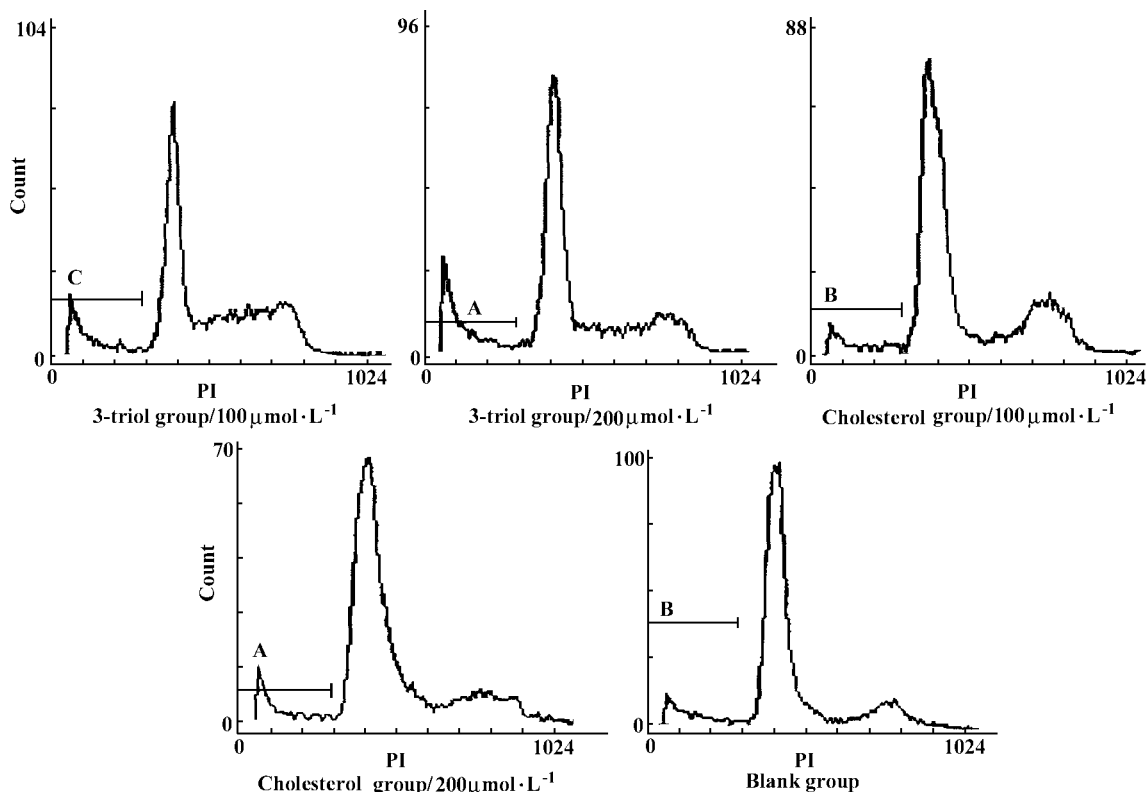 104
Count
C
0
0
1024
PI
3-triol group/100 μmol·L⁻¹
96
A
0
0
1024
PI
3-triol group/200 μmol·L⁻¹
88
B
0
0
1024
PI
Cholesterol group/100 μmol·L⁻¹
70
Count
A
0
0
1024
PI
Cholesterol group/200 μmol·L⁻¹
100
B
0
0
1024
PI
Blank group